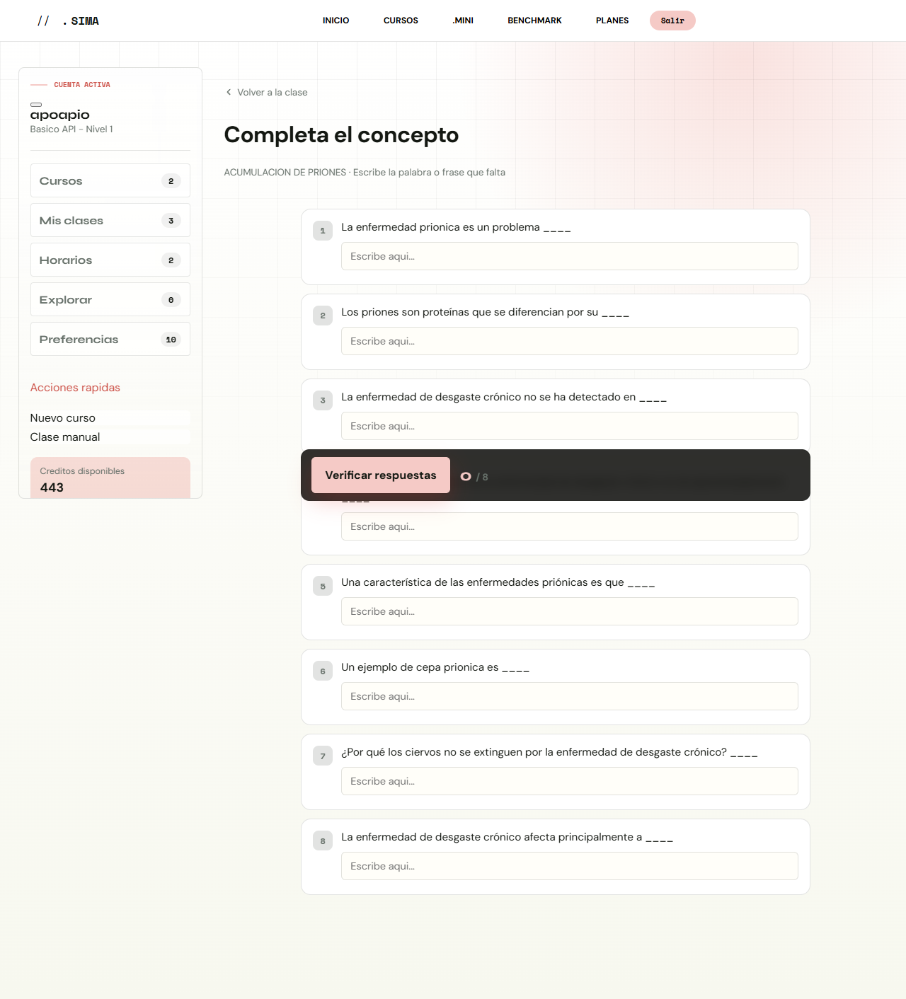 // .SIMA
INICIO
CURSOS
.MINI
BENCHMARK
PLANES
Salir
CUENTA ACTIVA
apoapio
Basico API - Nivel 1
Cursos 2
Mis clases 3
Horarios 2
Explorar 0
Preferencias 10
Acciones rapidas
Nuevo curso
Clase manual
Creditos disponibles
443
Volver a la clase
Completa el concepto
ACUMULACION DE PRIONES · Escribe la palabra o frase que falta
1 La enfermedad prionica es un problema ____
Escribe aqui...
2 Los priones son proteínas que se diferencian por su ____
Escribe aqui...
3 La enfermedad de desgaste crónico no se ha detectado en ____
Escribe aqui...
Verificar respuestas 0 / 8
____
Escribe aqui...
5 Una característica de las enfermedades priónicas es que ____
Escribe aqui...
6 Un ejemplo de cepa prionica es ____
Escribe aqui...
7 ¿Por qué los ciervos no se extinguen por la enfermedad de desgaste crónico? ____
Escribe aqui...
8 La enfermedad de desgaste crónico afecta principalmente a ____
Escribe aqui...